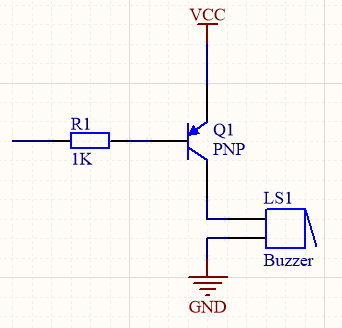 VCC
R1
1K
Q1
PNP
LS1
Buzzer
GND